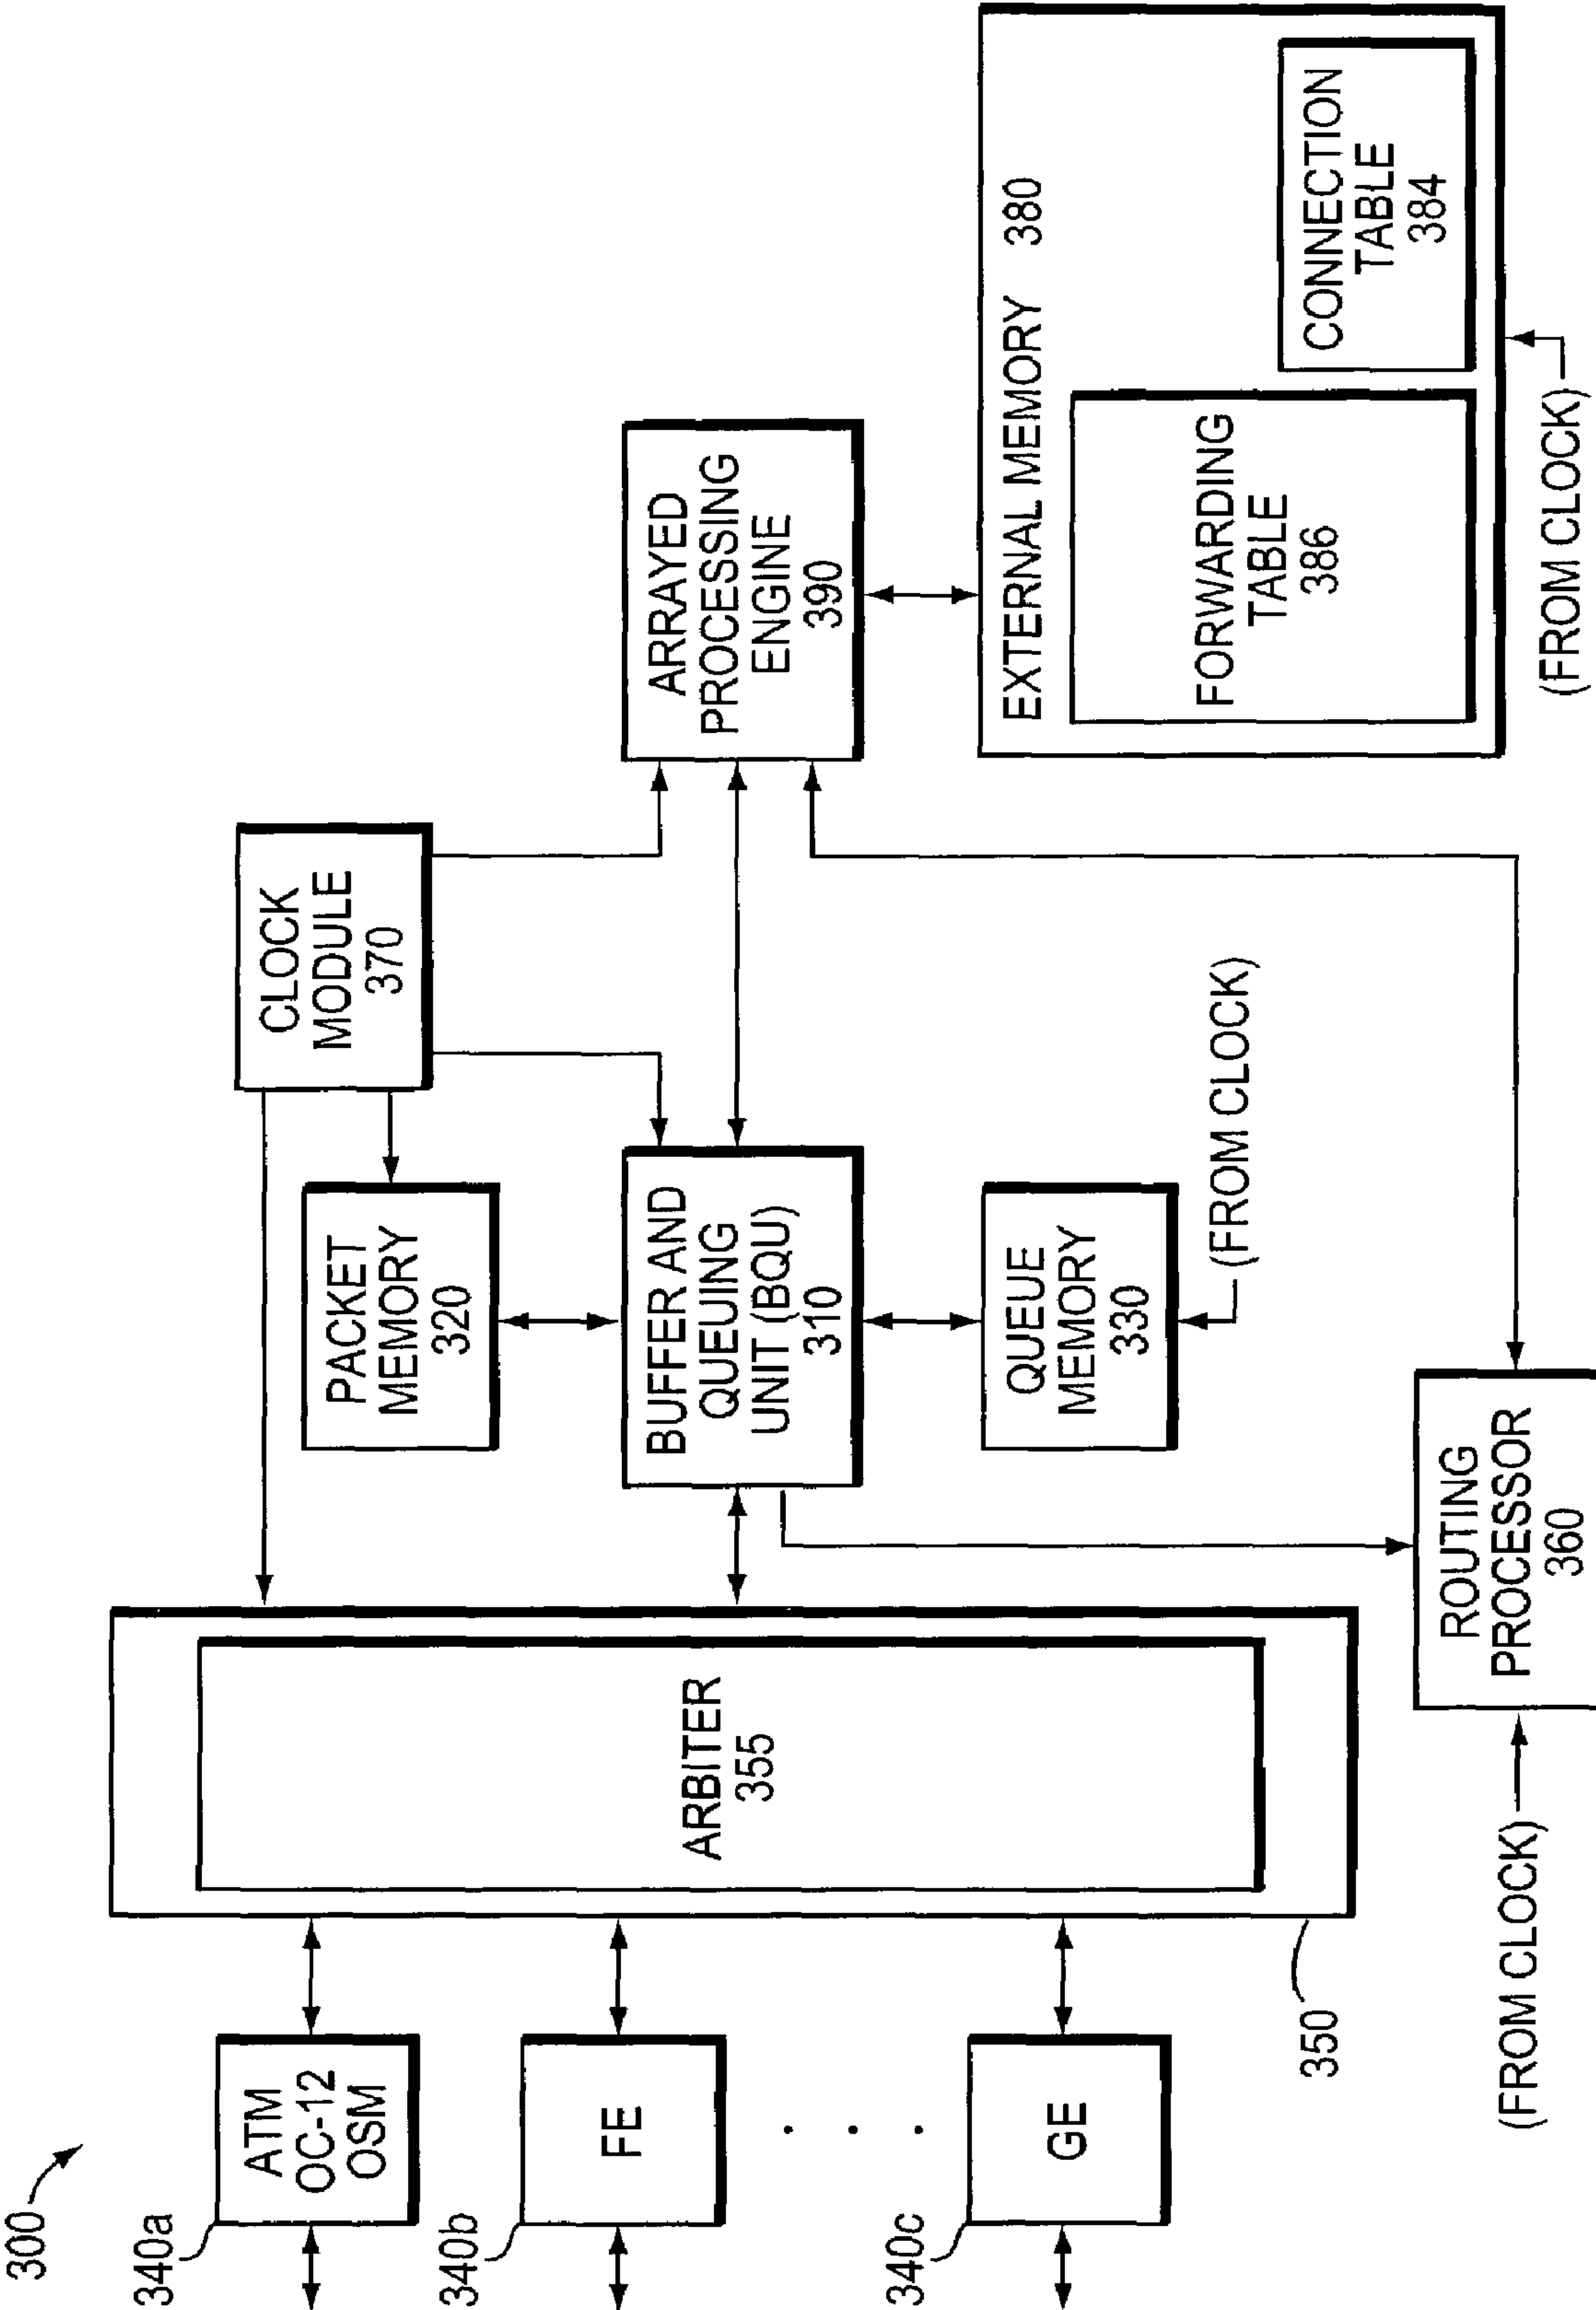 300
340a
ATM
OC-12
OSM
340b
FE
340c
GE
350
ARBITER
355
CLOCK
MODULE
370
PACKET
MEMORY
320
BUFFER AND
QUEUING
UNIT (BQU)
310
QUEUE
MEMORY
330
(FROM CLOCK)
ARRAYED
PROCESSING
ENGINE
390
EXTERNAL MEMORY 380
FORWARDING
TABLE
386
CONNECTION
TABLE
384
(FROM CLOCK)
ROUTING
PROCESSOR
360
(FROM CLOCK)